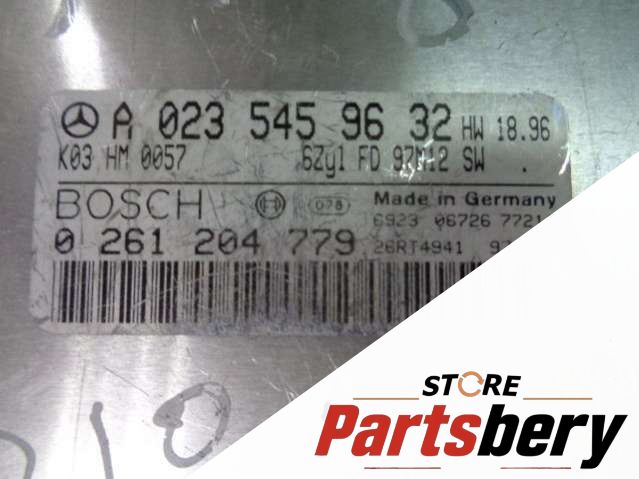 A 023 545 96 32 HW 18.96
K03 HM 0057 6Zyl FD 97M12 SW .
BOSCH 078 Made in Germany
6923 06726 7721
0 261 204 779 26RT4941
STORE
Partsbery